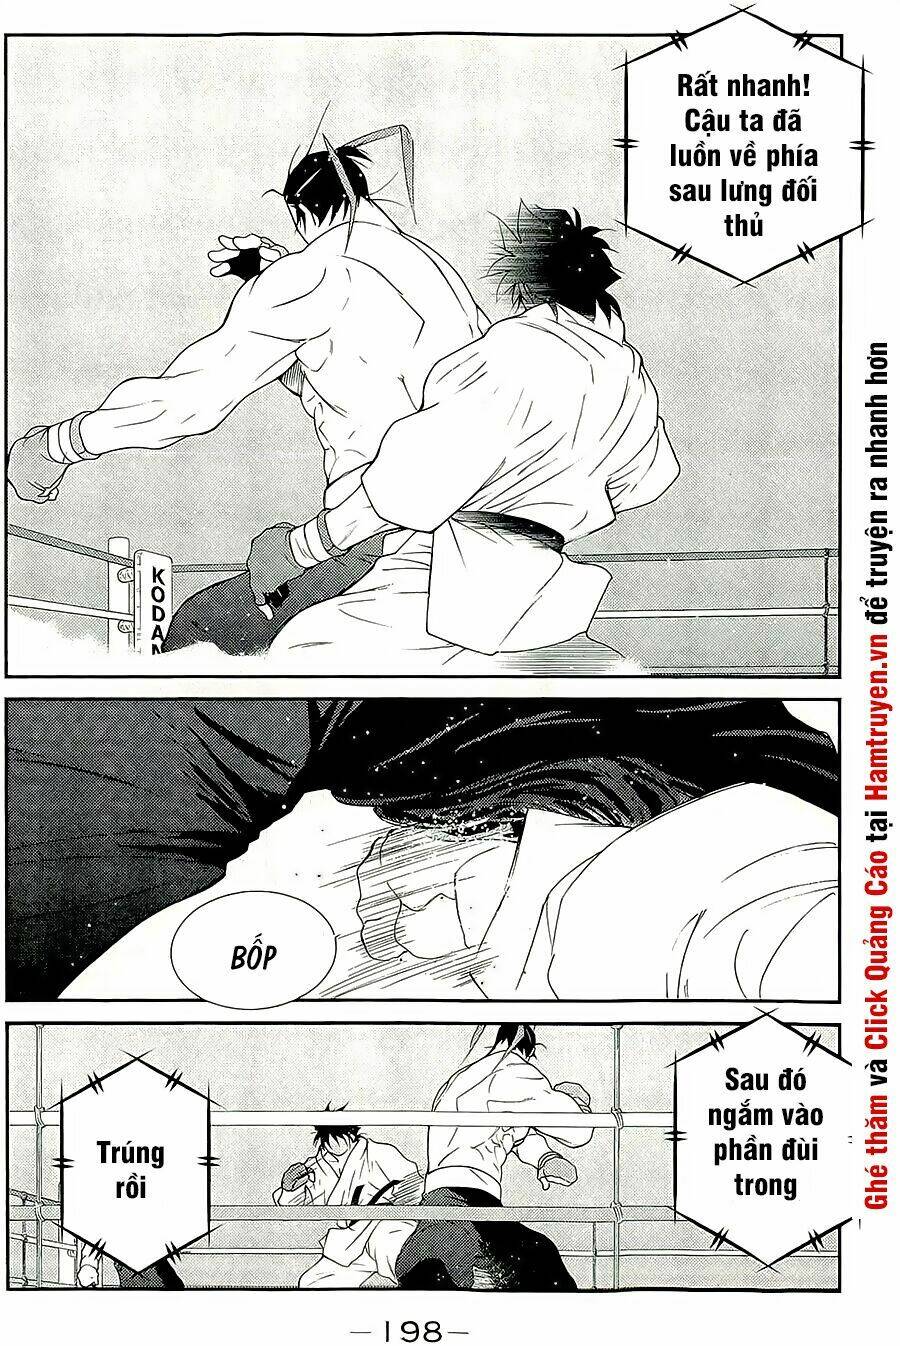 Rất nhanh!
Cậu ta đã
luồn về phía
sau lưng đối
thủ
KODAN
BỐP
Sau đó
ngắm vào
phần đùi
trong
Trúng
rồi
Ghé thăm và Click Quảng Cáo tại Hamtruyen.vn để truyện ra nhanh hơn
-198-